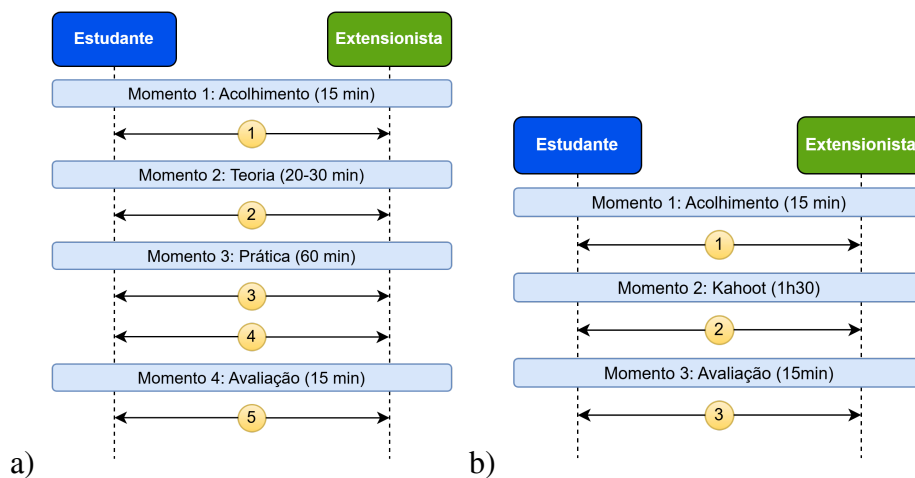 Estudante
Extensionista
Momento 1: Acolhimento (15 min)
1
Momento 2: Teoria (20-30 min)
2
Momento 3: Prática (60 min)
3
4
Momento 4: Avaliação (15 min)
5
a)
Estudante
Extensionista
Momento 1: Acolhimento (15 min)
1
Momento 2: Kahoot (1h30)
2
Momento 3: Avaliação (15min)
3
b)